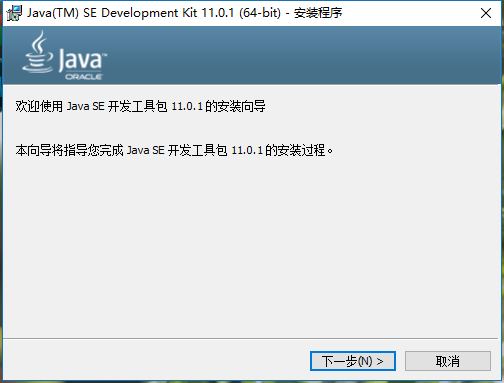 Java(TM) SE Development Kit 11.0.1 (64-bit) - 安装程序
Java
ORACLE
欢迎使用 Java SE 开发工具包 11.0.1 的安装向导
本向导将指导您完成 Java SE 开发工具包 11.0.1 的安装过程。
下一步(N) >
取消